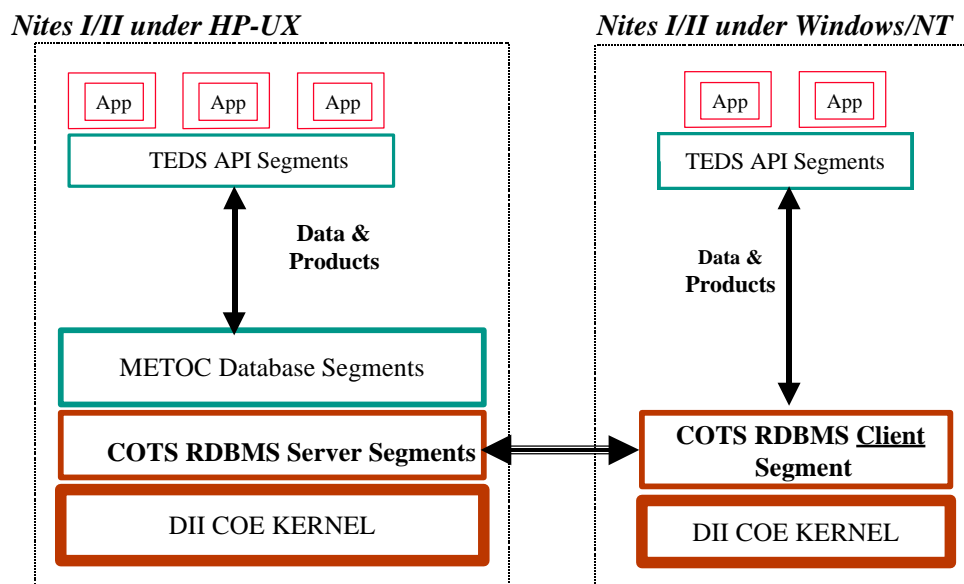 Nites I/II under HP-UX
App App App
TEDS API Segments
Data &
Products
METOC Database Segments
COTS RDBMS Server Segments
DII COE KERNEL
Nites I/II under Windows/NT
App App
TEDS API Segments
Data &
Products
COTS RDBMS Client
Segment
DII COE KERNEL